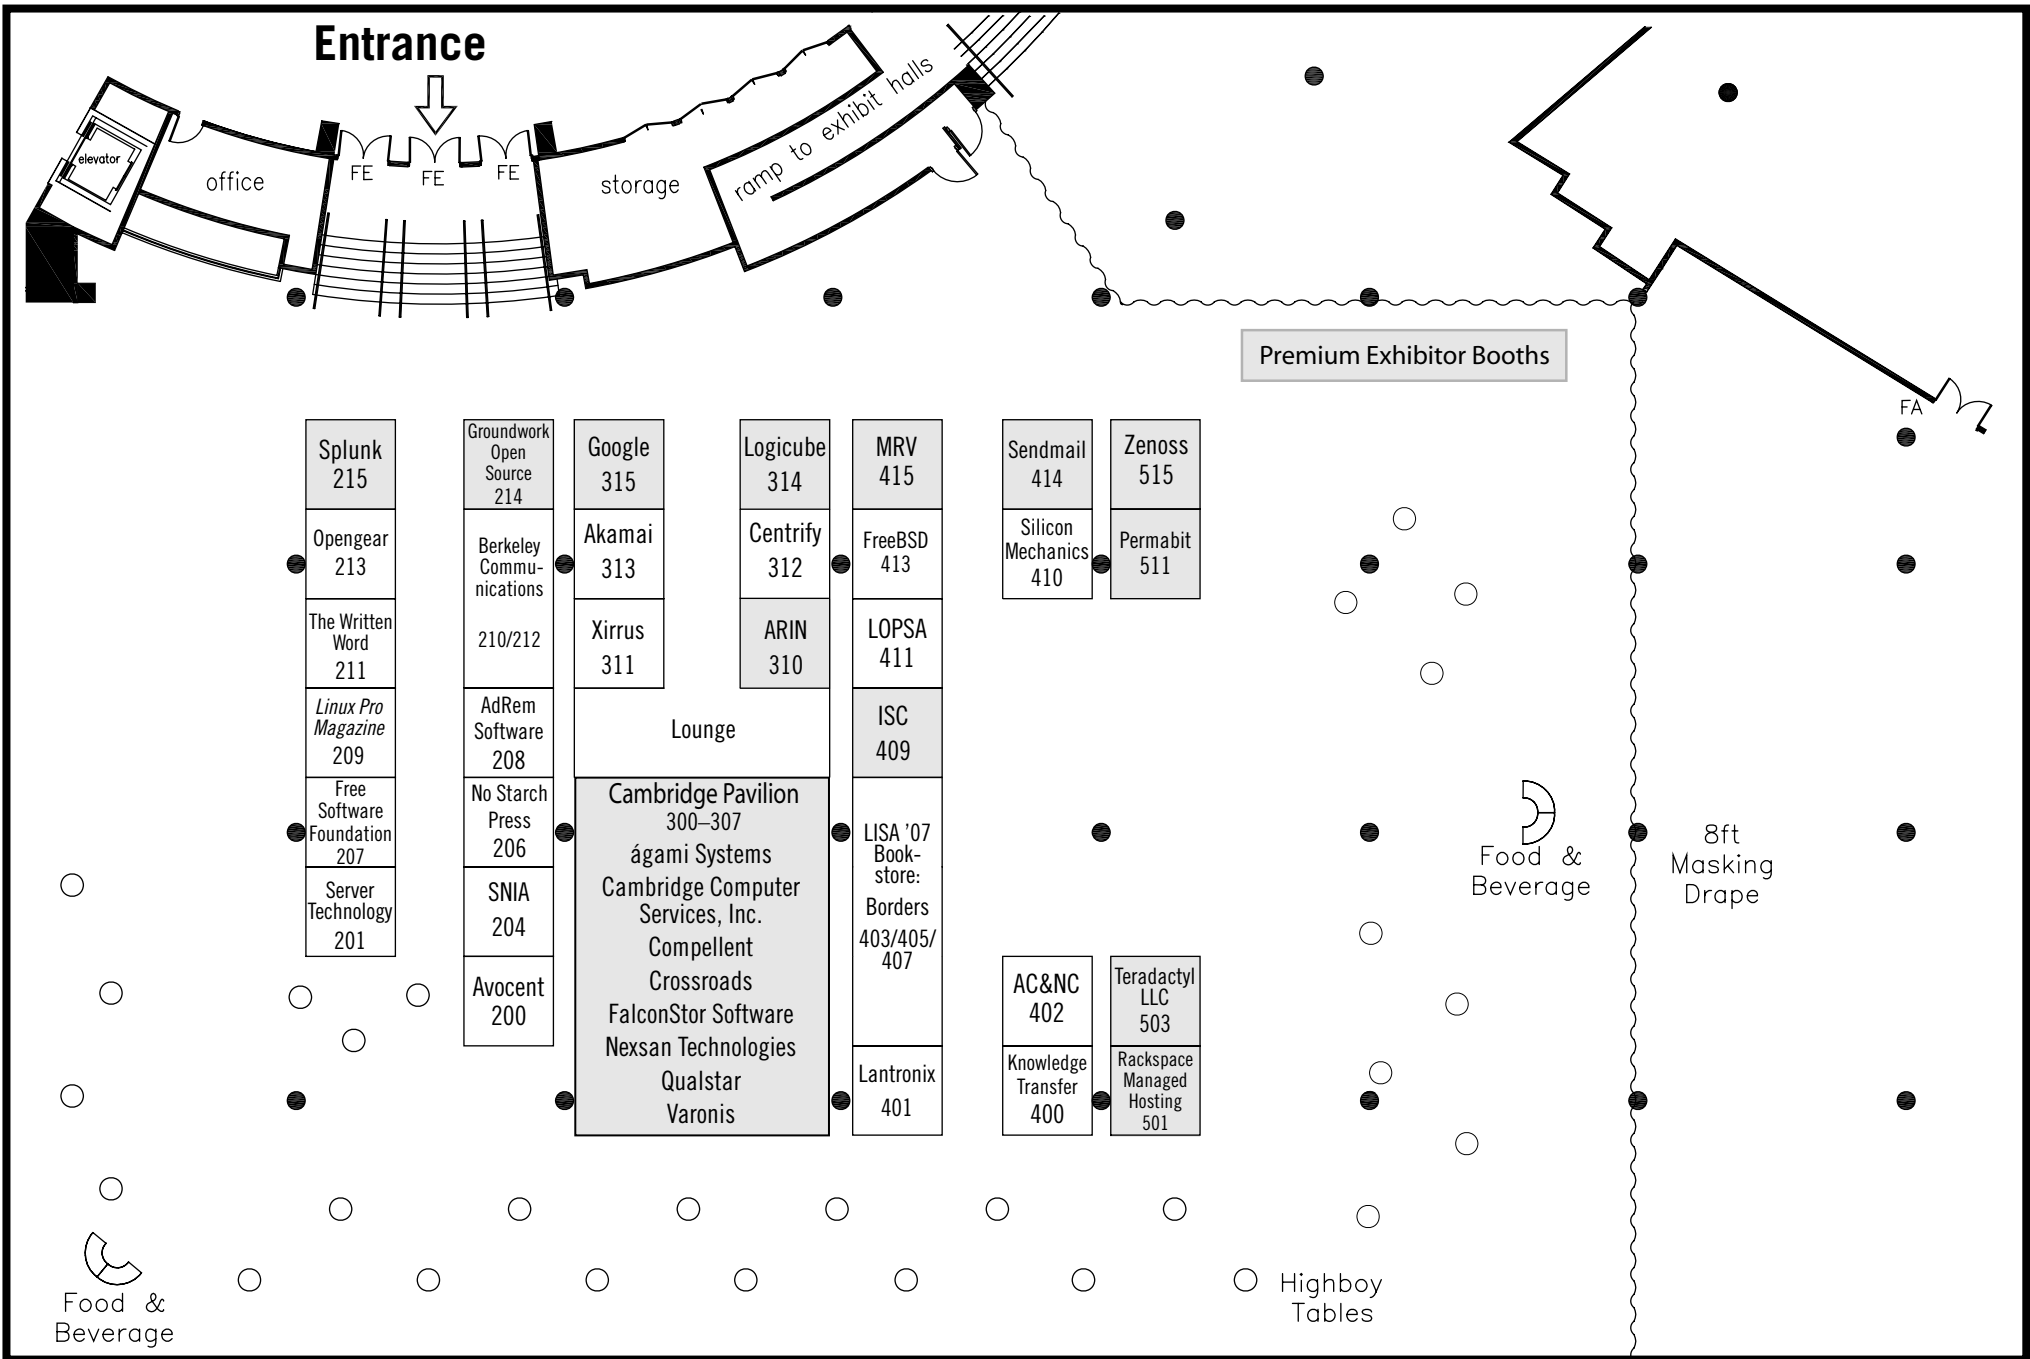 Entrance
elevator
office
FE
FE
FE
storage
ramp to exhibit halls
Premium Exhibitor Booths
FA
Splunk
215
Opengear
213
The Written
Word
211
Linux Pro
Magazine
209
Free
Software
Foundation
207
Server
Technology
201
Groundwork
Open
Source
214
Berkeley
Commu-
nications
210/212
AdRem
Software
208
No Starch
Press
206
SNIA
204
Avocent
200
Google
315
Akamai
313
Xirrus
311
Logicube
314
Centrify
312
ARIN
310
Lounge
Cambridge Pavilion
300–307
ágami Systems
Cambridge Computer
Services, Inc.
Compellent
Crossroads
FalconStor Software
Nexsan Technologies
Qualstar
Varonis
MRV
415
FreeBSD
413
LOPSA
411
ISC
409
LISA ’07
Book-
store:
Borders
403/405/
407
Lantronix
401
Sendmail
414
Silicon
Mechanics
410
AC&NC
402
Knowledge
Transfer
400
Zenoss
515
Permabit
511
Teradactyl
LLC
503
Rackspace
Managed
Hosting
501
Food &
Beverage
8ft
Masking
Drape
Food &
Beverage
Highboy
Tables